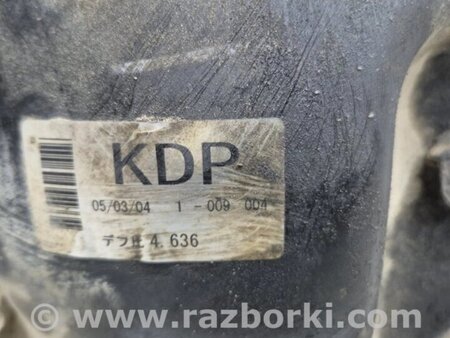 KDP
05/03/04 1 - 009 004
デフ比 4.636
www.razborki.com